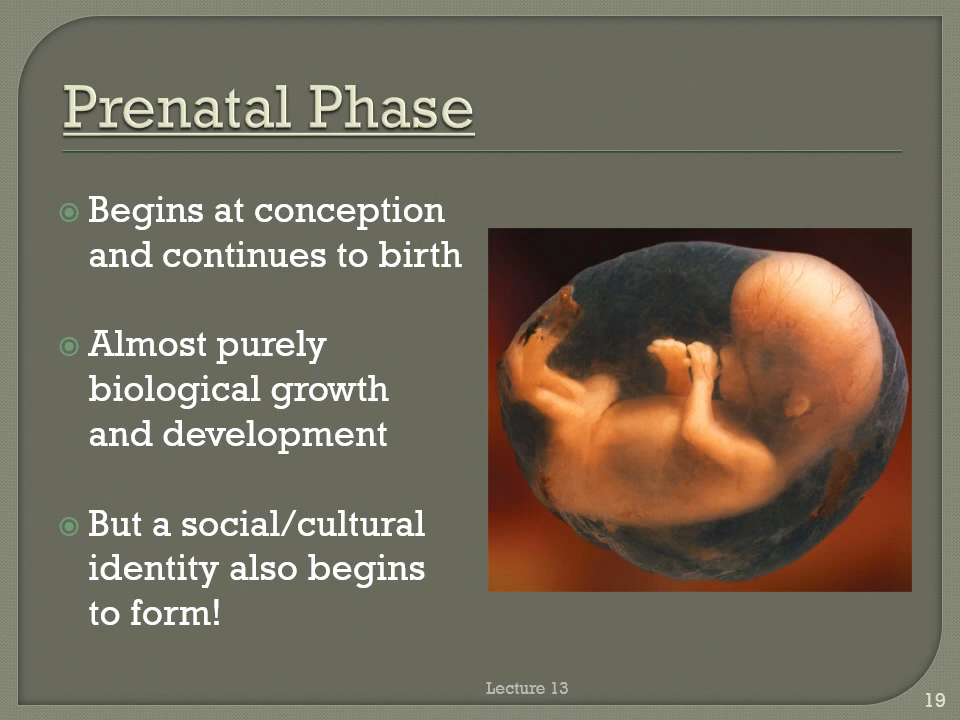 Prenatal Phase
Begins at conception
and continues to birth
Almost purely
biological growth
and development
But a social/cultural
identity also begins
to form!
Lecture 13
19